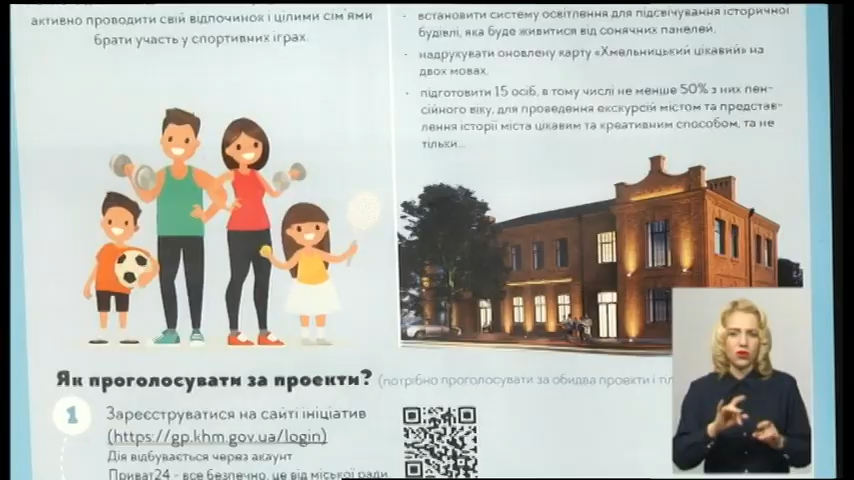 активно проводити свій відпочинок і цілими сім'ями
брати участь у спортивних іграх.
встановити систему освітлення для підсвічування історичної
будівлі, яка буде живитися від сонячних панелей,
надрукувати оновлену карту «Хмельницький цікавий» на
двох мовах,
підготовити 15 осіб, в тому числі не менше 50% з них пен-
сійного віку, для проведення екскурсій містом та представ-
лення історії міста цікавим та креативним способом, та не
тільки...
Як проголосувати за проекти? (потрібно проголосувати за обидва проекти і
1 Зареєструватися на сайті ініціатив
(https://gp.khm.gov.ua/login)
Дія відбувається через акаунт
Приват24 - все безпечно, це від міської ради